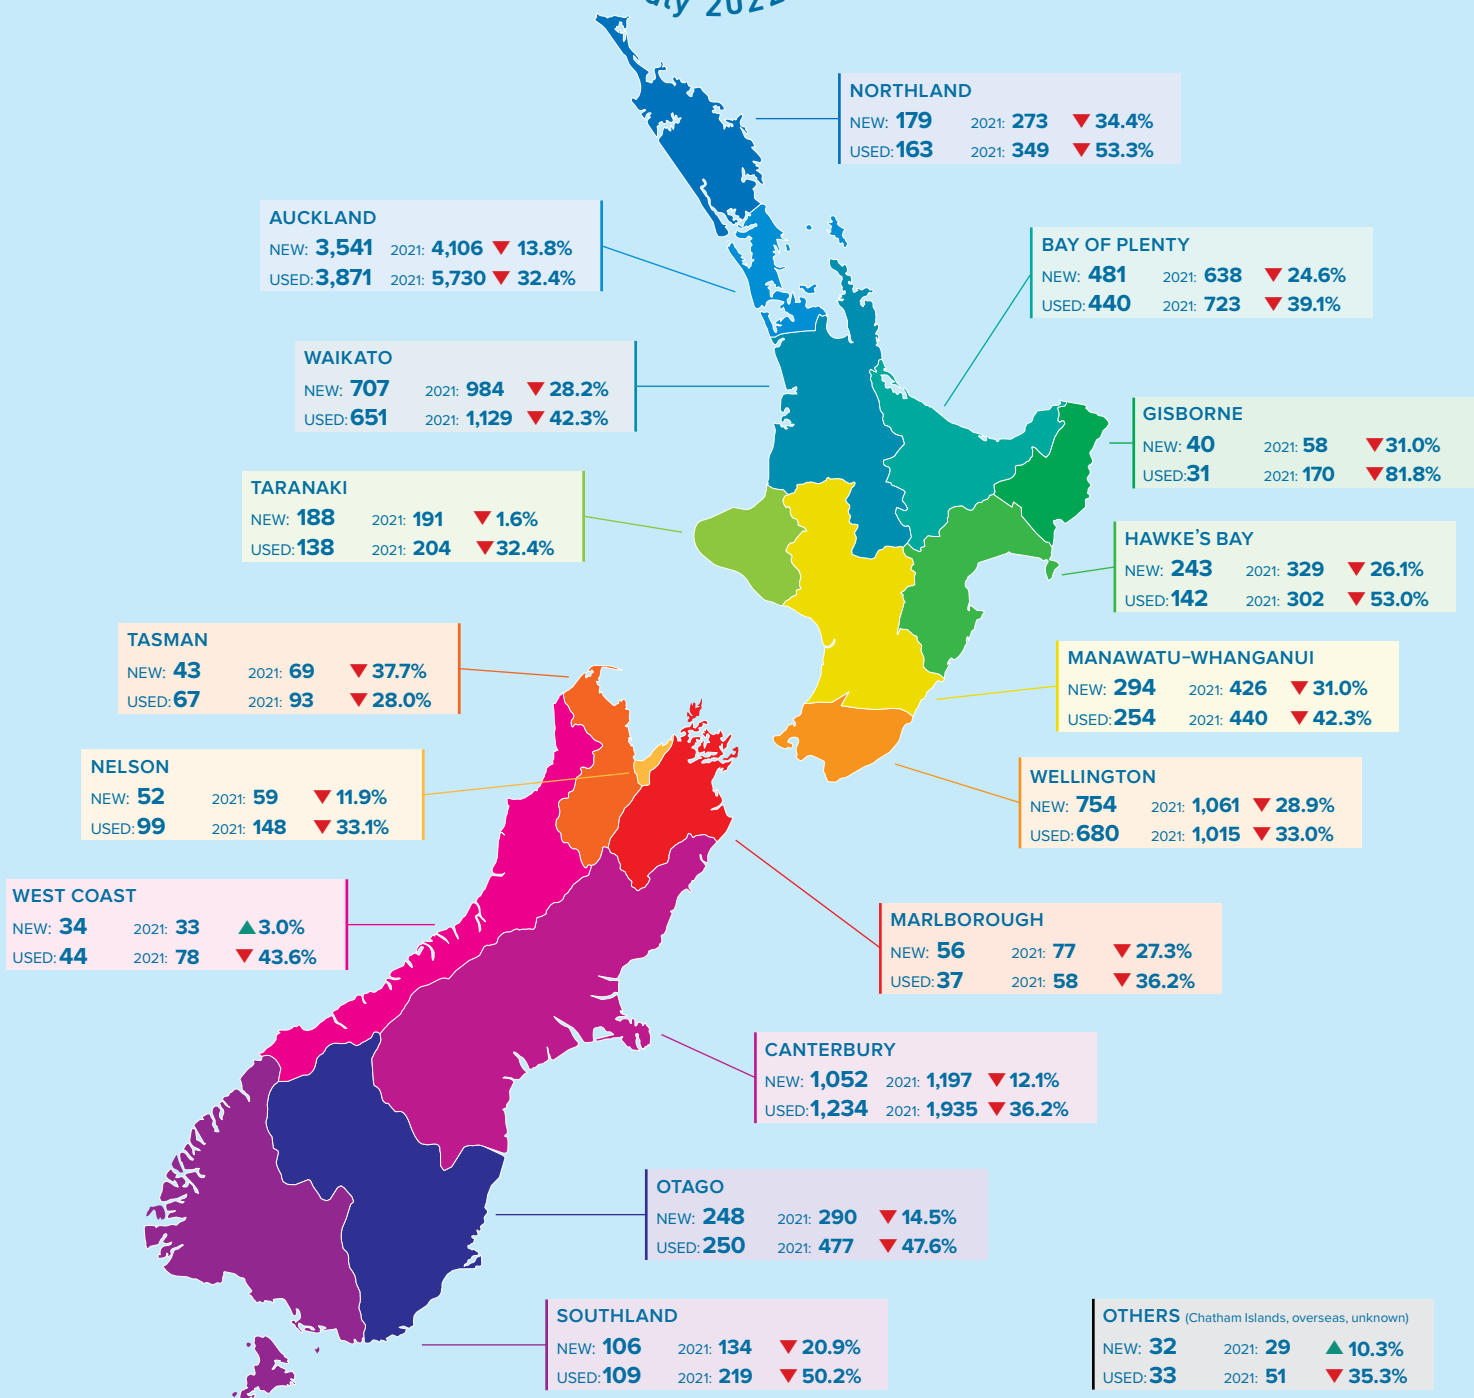 2022
NORTHLAND
NEW: 179 2021: 273 ▼ 34.4%
USED: 163 2021: 349 ▼ 53.3%
AUCKLAND
NEW: 3,541 2021: 4,106 ▼ 13.8%
USED: 3,871 2021: 5,730 ▼ 32.4%
BAY OF PLENTY
NEW: 481 2021: 638 ▼ 24.6%
USED: 440 2021: 723 ▼ 39.1%
WAIKATO
NEW: 707 2021: 984 ▼ 28.2%
USED: 651 2021: 1,129 ▼ 42.3%
GISBORNE
NEW: 40 2021: 58 ▼ 31.0%
USED: 31 2021: 170 ▼ 81.8%
TARANAKI
NEW: 188 2021: 191 ▼ 1.6%
USED: 138 2021: 204 ▼ 32.4%
HAWKE'S BAY
NEW: 243 2021: 329 ▼ 26.1%
USED: 142 2021: 302 ▼ 53.0%
TASMAN
NEW: 43 2021: 69 ▼ 37.7%
USED: 67 2021: 93 ▼ 28.0%
MANAWATU-WHANGANUI
NEW: 294 2021: 426 ▼ 31.0%
USED: 254 2021: 440 ▼ 42.3%
NELSON
NEW: 52 2021: 59 ▼ 11.9%
USED: 99 2021: 148 ▼ 33.1%
WELLINGTON
NEW: 754 2021: 1,061 ▼ 28.9%
USED: 680 2021: 1,015 ▼ 33.0%
WEST COAST
NEW: 34 2021: 33 ▲ 3.0%
USED: 44 2021: 78 ▼ 43.6%
MARLBOROUGH
NEW: 56 2021: 77 ▼ 27.3%
USED: 37 2021: 58 ▼ 36.2%
CANTERBURY
NEW: 1,052 2021: 1,197 ▼ 12.1%
USED: 1,234 2021: 1,935 ▼ 36.2%
OTAGO
NEW: 248 2021: 290 ▼ 14.5%
USED: 250 2021: 477 ▼ 47.6%
SOUTHLAND
NEW: 106 2021: 134 ▼ 20.9%
USED: 109 2021: 219 ▼ 50.2%
OTHERS (Chatham Islands, overseas, unknown)
NEW: 32 2021: 29 ▲ 10.3%
USED: 33 2021: 51 ▼ 35.3%